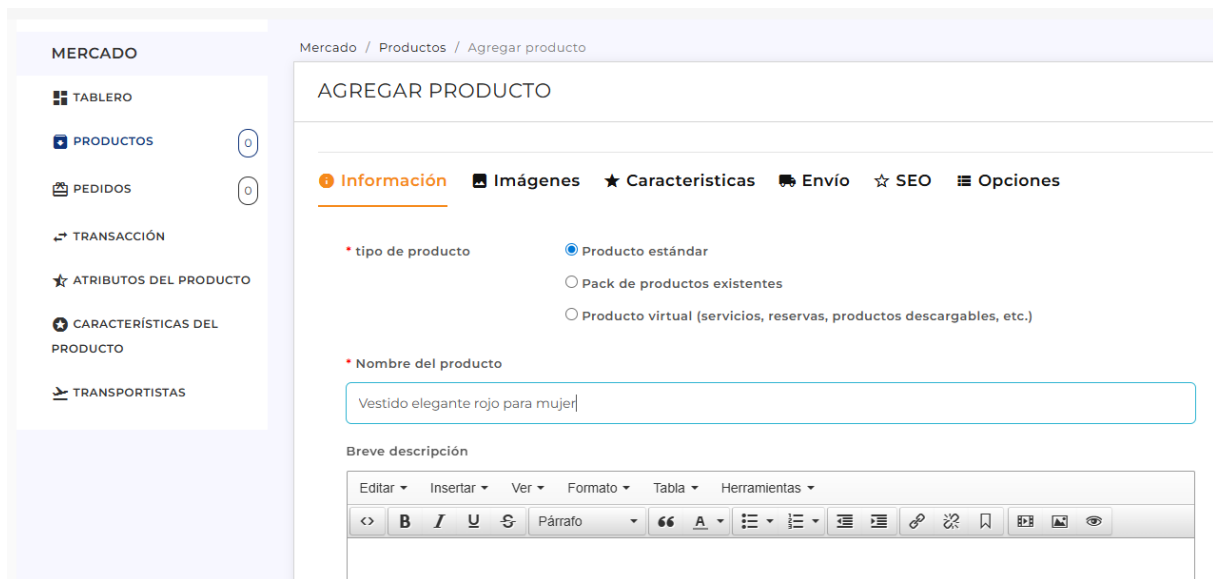 MERCADO
TABLERO
PRODUCTOS 0
PEDIDOS 0
TRANSACCIÓN
ATRIBUTOS DEL PRODUCTO
CARACTERÍSTICAS DEL
PRODUCTO
TRANSPORTISTAS
Mercado / Productos / Agregar producto
AGREGAR PRODUCTO
Información Imágenes Caracteristicas Envío SEO Opciones
* tipo de producto
Producto estándar
Pack de productos existentes
Producto virtual (servicios, reservas, productos descargables, etc.)
* Nombre del producto
Vestido elegante rojo para mujer
Breve descripción
Editar Insertar Ver Formato Tabla Herramientas
B I U S Párrafo A